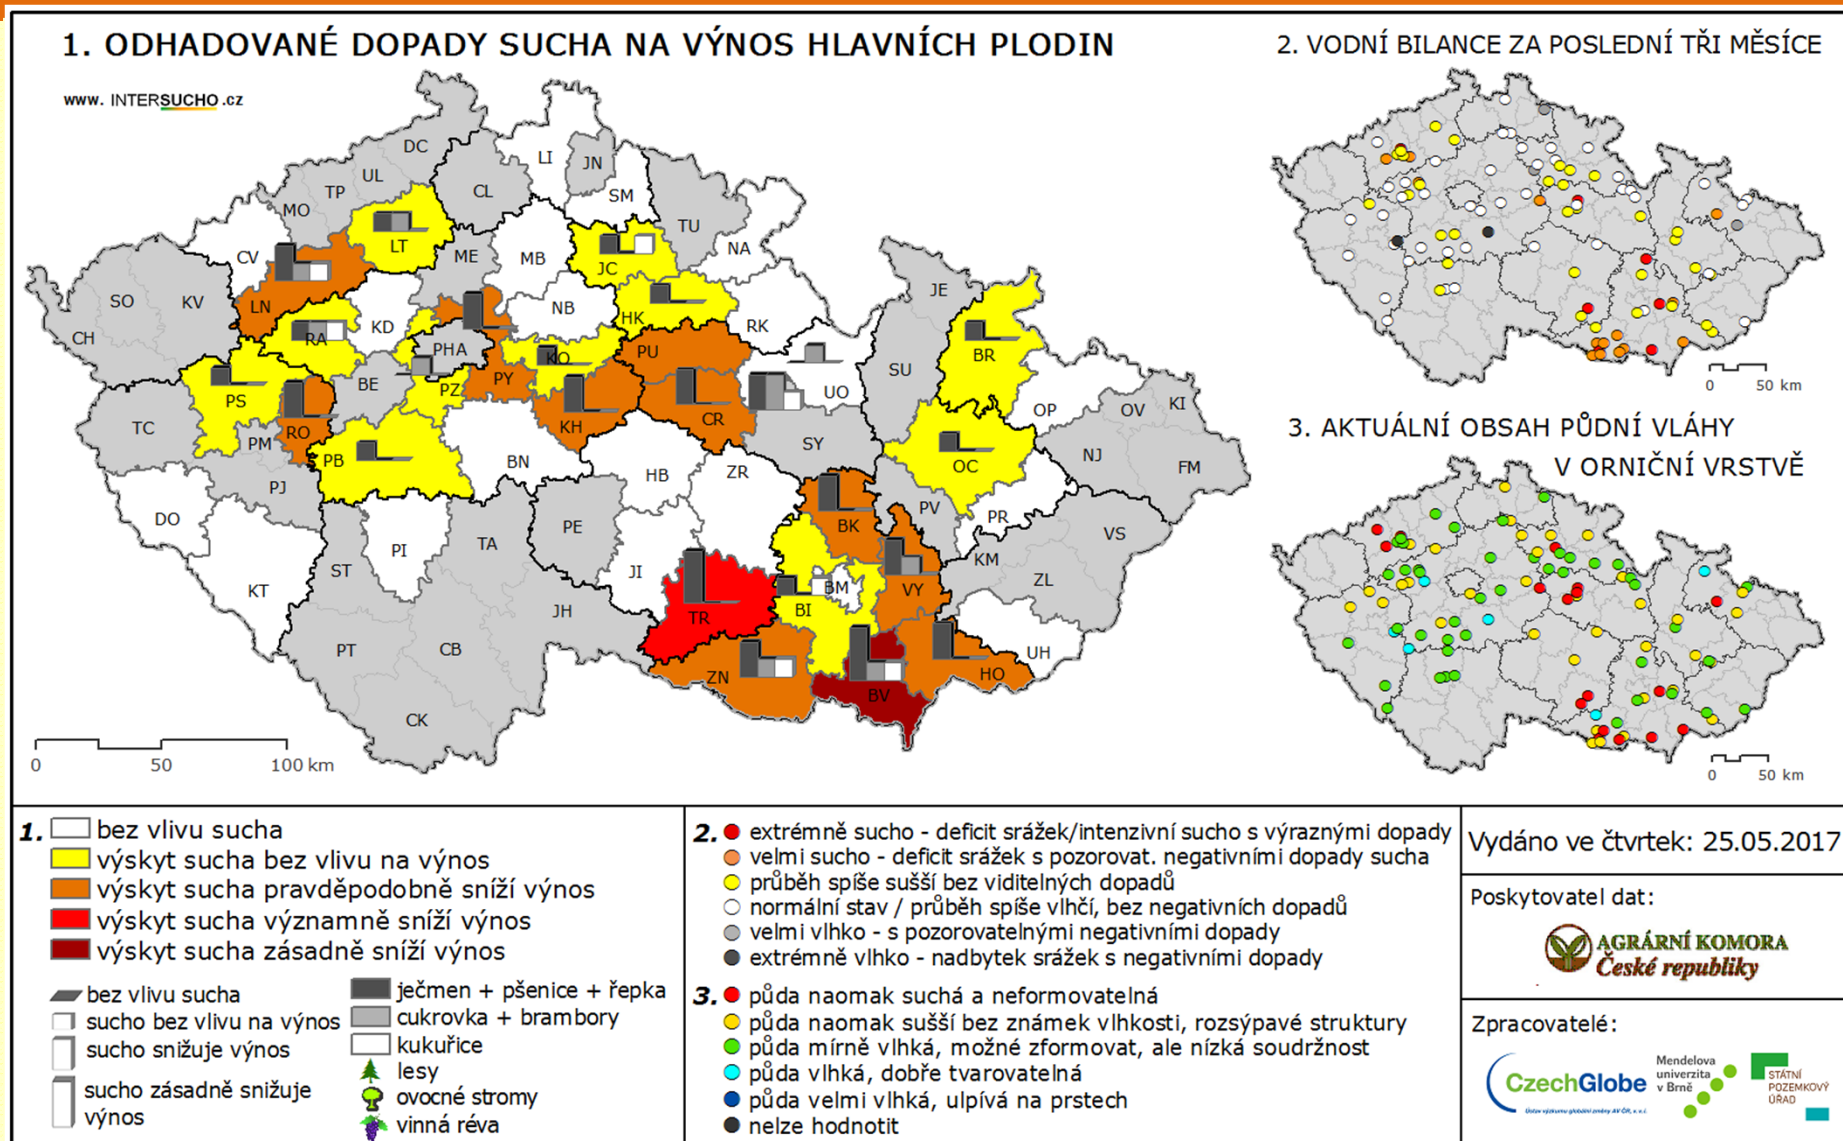 1. ODHADOVANÉ DOPADY SUCHA NA VÝNOS HLAVNÍCH PLODIN
www. INTERSUCHO.cz
DC
LI
JN
UL
TP
CL
SM
MO
TU
LT
CV
ME
MB
JC
NA
SO
KV
LN
NB
HK
JE
CH
RA
KD
PHA
RK
KO
PU
BR
BE
PZ
PY
SU
PS
UO
TC
RO
KH
CR
OP
OV
KI
PM
PB
BN
SY
OC
NJ
FM
PJ
HB
ZR
DO
PE
BK
PV
PR
VS
PI
TA
ST
JI
KM
KT
BM
VY
ZL
JH
TR
BI
PT
CB
UH
ZN
BV
HO
CK
0 50 100 km
2. VODNÍ BILANCE ZA POSLEDNÍ TŘI MĚSÍCE
0 50 km
3. AKTUÁLNÍ OBSAH PŮDNÍ VLÁHY
V ORNIČNÍ VRSTVĚ
0 50 km
1. bez vlivu sucha
výskyt sucha bez vlivu na výnos
výskyt sucha pravděpodobně sníží výnos
výskyt sucha významně sníží výnos
výskyt sucha zásadně sníží výnos
bez vlivu sucha
sucho bez vlivu na výnos
sucho snižuje výnos
sucho zásadně snižuje
výnos
ječmen + pšenice + řepka
cukrovka + brambory
kukuřice
lesy
ovocné stromy
vinná réva
2. extrémně sucho - deficit srážek/intenzivní sucho s výraznými dopady
velmi sucho - deficit srážek s pozorovat. negativními dopady sucha
průběh spíše sušší bez viditelných dopadů
normální stav / průběh spíše vlhčí, bez negativních dopadů
velmi vlhko - s pozorovatelnými negativními dopady
extrémně vlhko - nadbytek srážek s negativními dopady
3. půda naomak suchá a neformovatelná
půda naomak sušší bez známek vlhkosti, rozsýpavé struktury
půda mírně vlhká, možné zformovat, ale nízká soudržnost
půda vlhká, dobře tvarovatelná
půda velmi vlhká, ulpívá na prstech
nelze hodnotit
Vydáno ve čtvrtek: 25.05.2017
Poskytovatel dat:
AGRÁRNÍ KOMORA
České republiky
Zpracovatelé:
CzechGlobe
Ústav výzkumu globální změny AV ČR, v. v. i.
Mendelova
univerzita
v Brně
STÁTNÍ
POZEMKOVÝ
ÚŘAD